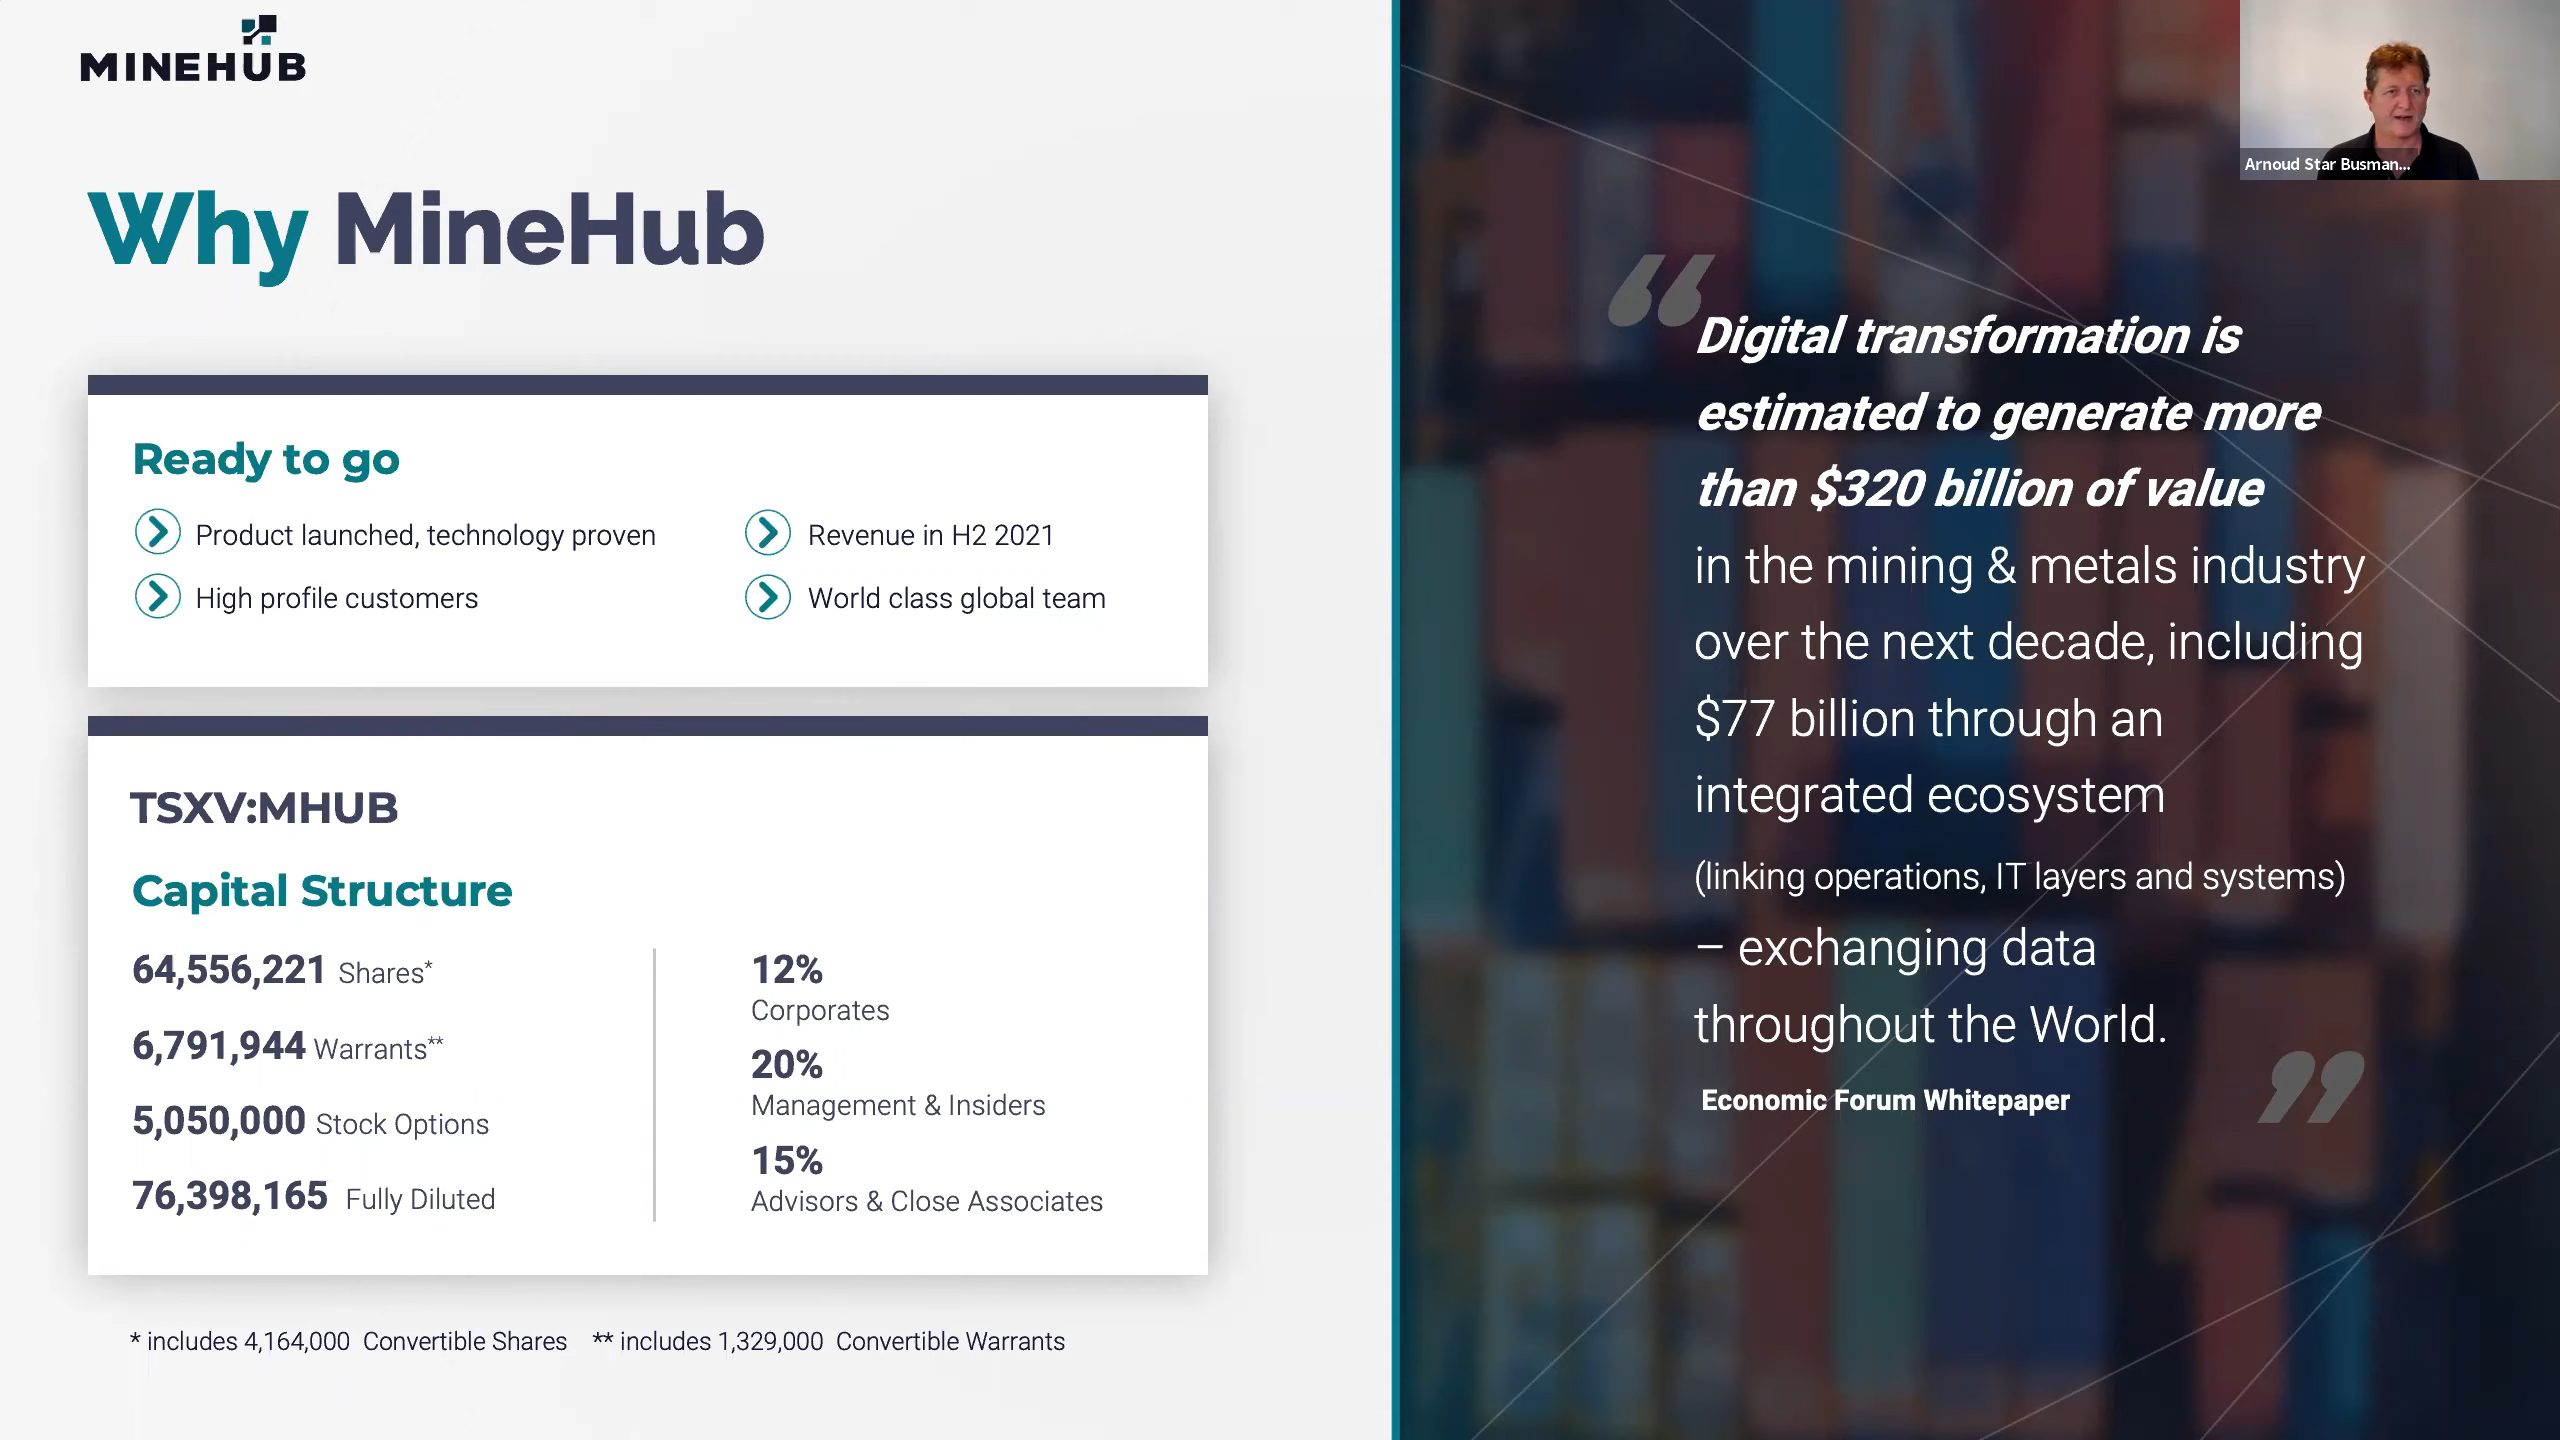 MINEHUB
Why MineHub
Ready to go
Product launched, technology proven
Revenue in H2 2021
High profile customers
World class global team
TSXV:MHUB
Capital Structure
64,556,221 Shares*
6,791,944 Warrants**
5,050,000 Stock Options
76,398,165 Fully Diluted
12%
Corporates
20%
Management & Insiders
15%
Advisors & Close Associates
* includes 4,164,000 Convertible Shares ** includes 1,329,000 Convertible Warrants
Arnoud Star Busman...
“Digital transformation is
estimated to generate more
than $320 billion of value
in the mining & metals industry
over the next decade, including
$77 billion through an
integrated ecosystem
(linking operations, IT layers and systems)
– exchanging data
throughout the World.
”
Economic Forum Whitepaper